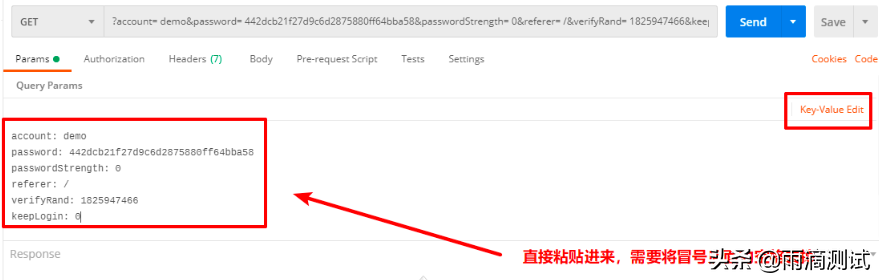 GET ?account= demo&password= 442dcb21f27d9c6d2875880ff64bba58&passwordStrength= 0&referer= /&verifyRand= 1825947466&keep Send Save
Params Authorization Headers (7) Body Pre-request Script Tests Settings Cookies Code
Query Params
Key-Value Edit
account: demo
password: 442dcb21f27d9c6d2875880ff64bba58
passwordStrength: 0
referer: /
verifyRand: 1825947466
keepLogin: 0
Response
直接粘贴进来，需要将冒号
头条 @雨滴测试